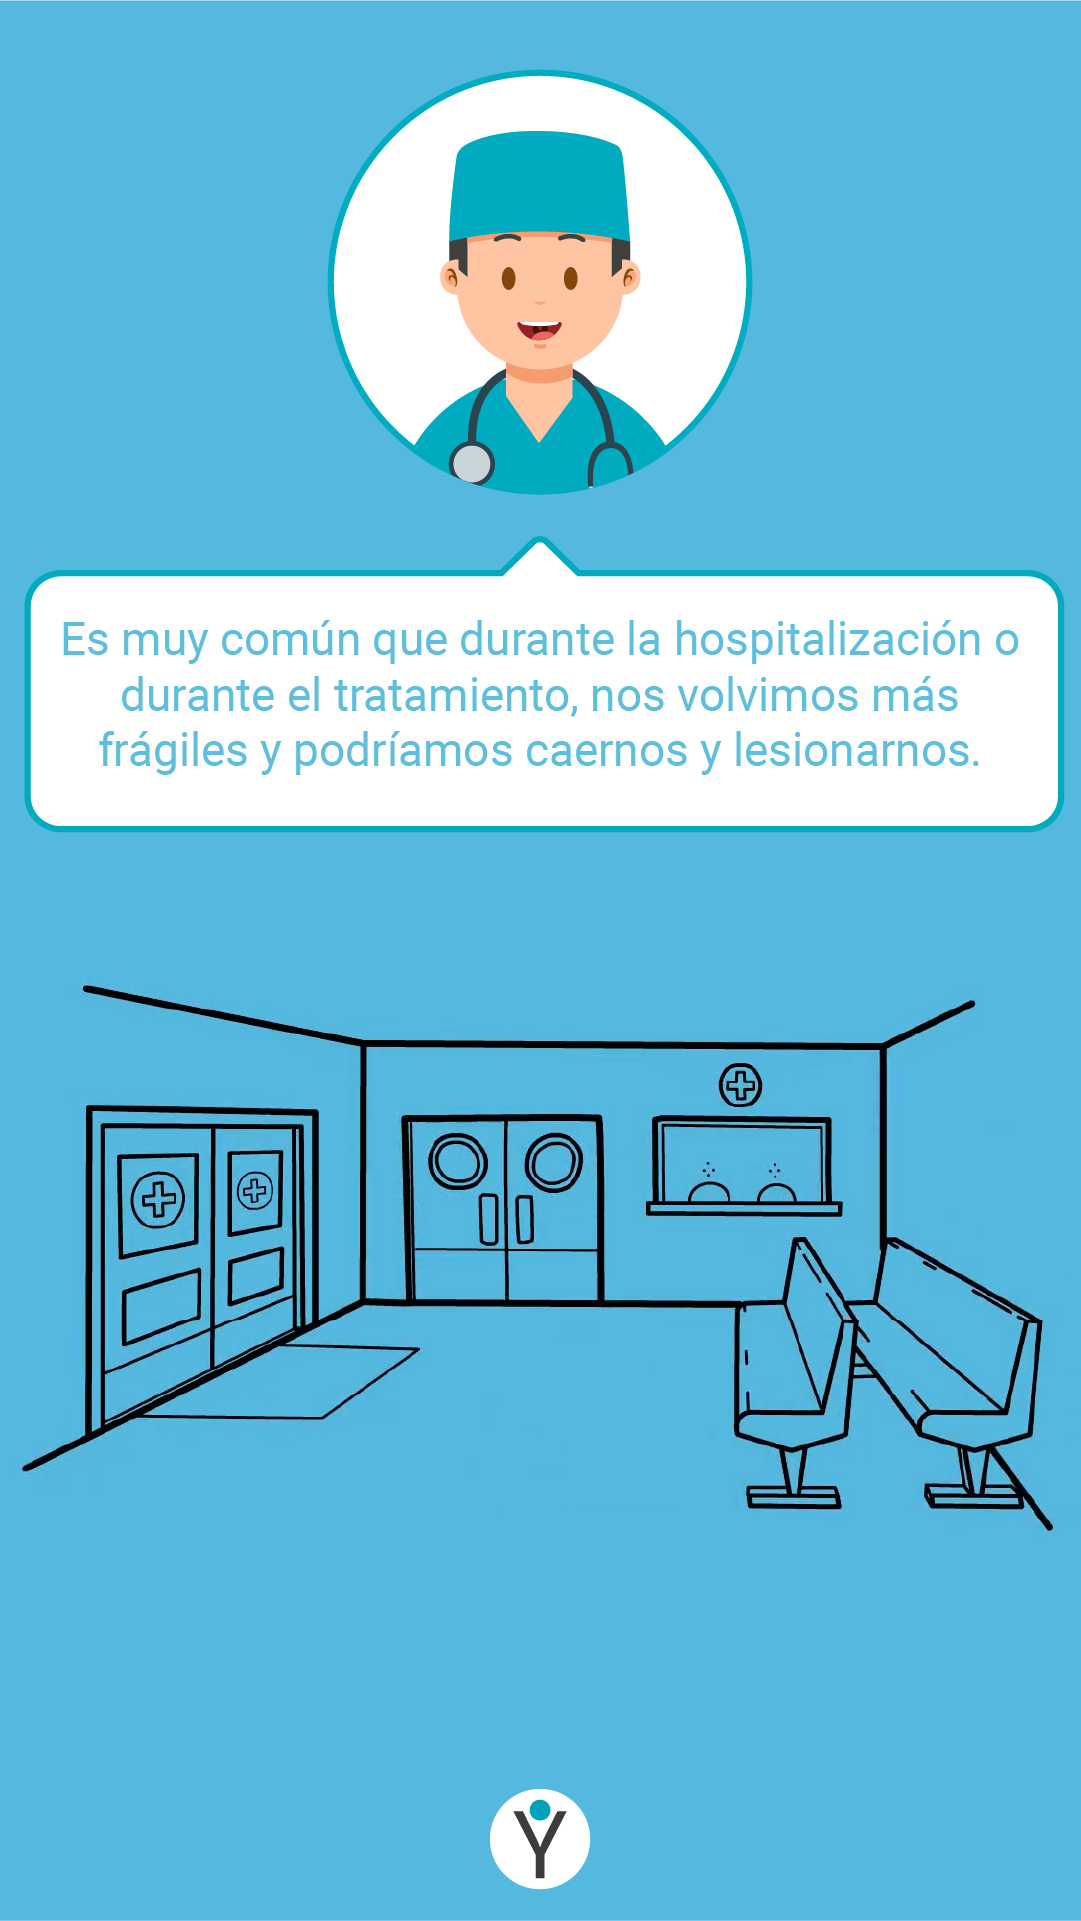 Es muy común que durante la hospitalización o
durante el tratamiento, nos volvimos más
frágiles y podríamos caernos y lesionarnos.